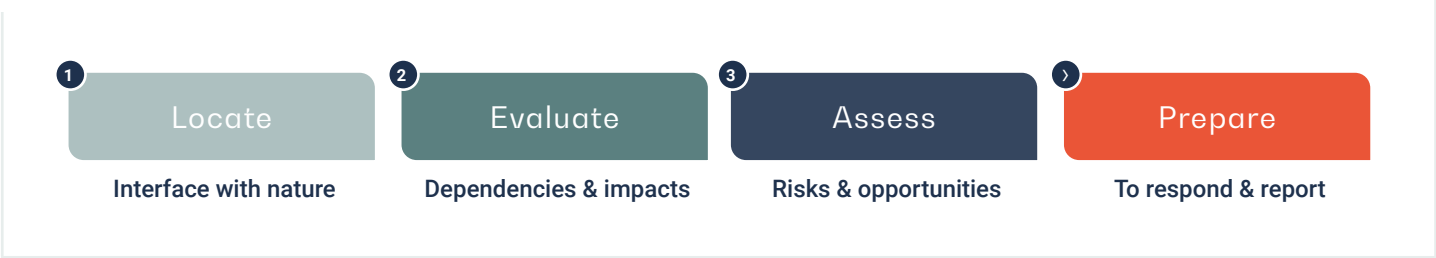 1
Locate
Interface with nature
2
Evaluate
Dependencies & impacts
3
Assess
Risks & opportunities
›
Prepare
To respond & report